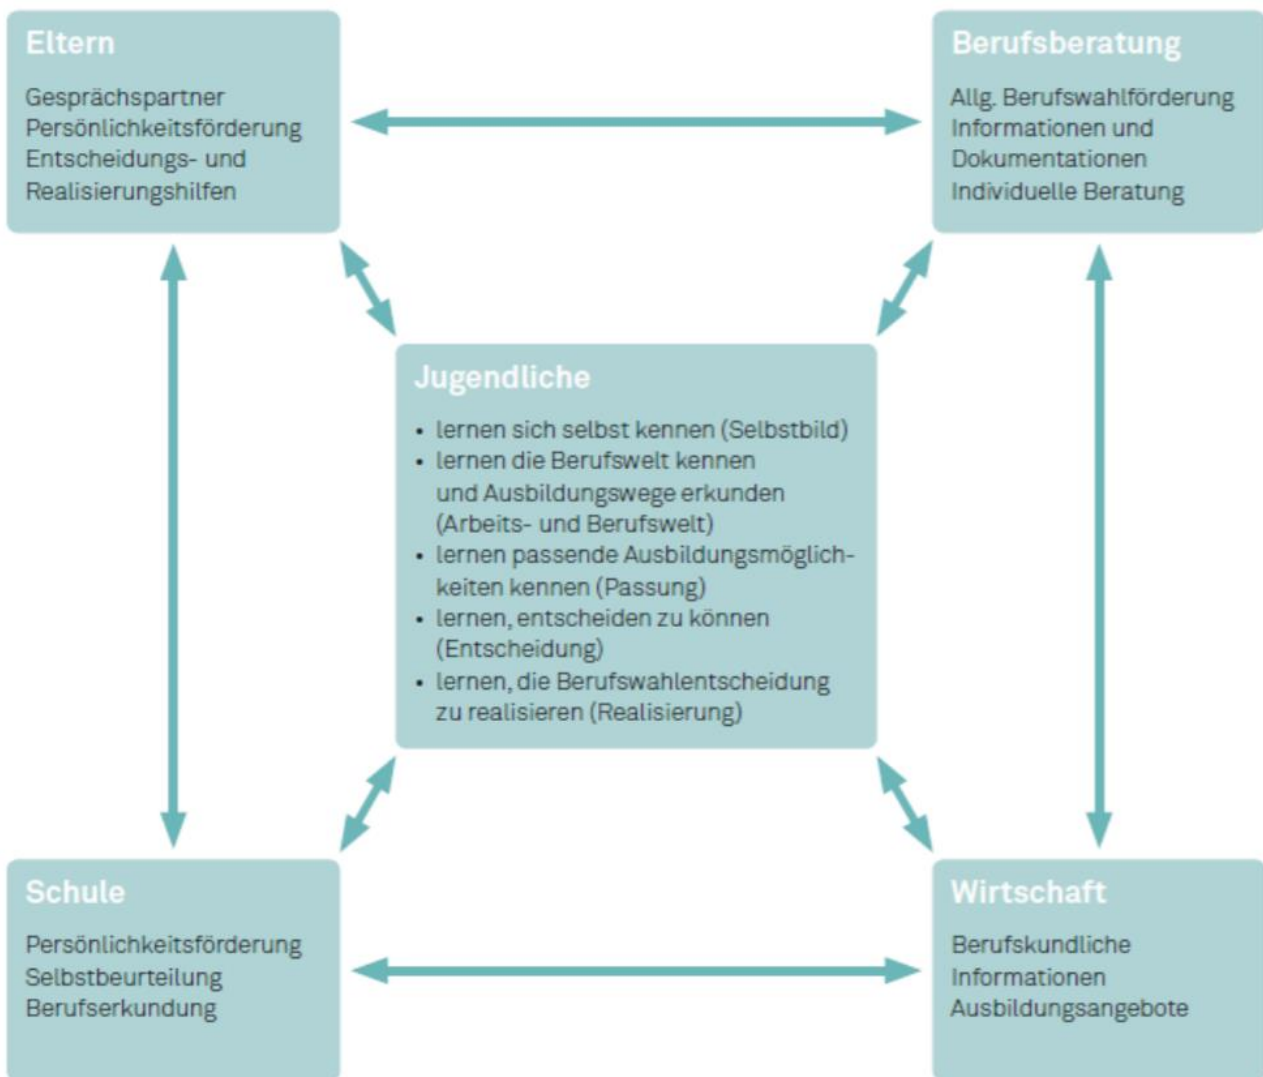 Eltern
Gesprächspartner
Persönlichkeitsförderung
Entscheidungs- und
Realisierungshilfen
Berufsberatung
Allg. Berufswahlförderung
Informationen und
Dokumentationen
Individuelle Beratung
Jugendliche
• lernen sich selbst kennen (Selbstbild)
• lernen die Berufswelt kennen
und Ausbildungswege erkunden
(Arbeits- und Berufswelt)
• lernen passende Ausbildungsmöglich-
keiten kennen (Passung)
• lernen, entscheiden zu können
(Entscheidung)
• lernen, die Berufswahlentscheidung
zu realisieren (Realisierung)
Schule
Persönlichkeitsförderung
Selbstbeurteilung
Berufserkundung
Wirtschaft
Berufskundliche
Informationen
Ausbildungsangebote